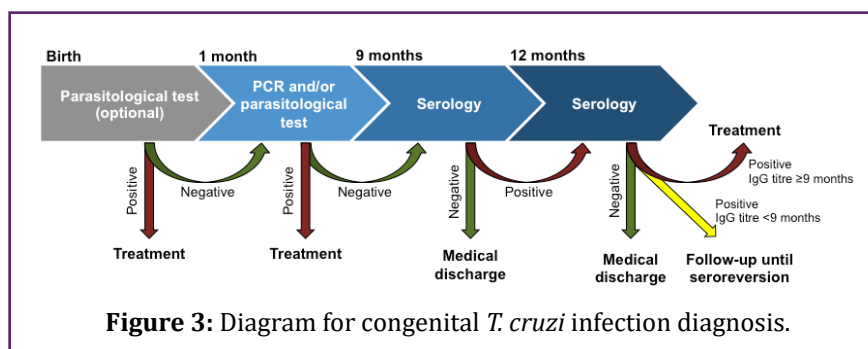 Birth
1 month
9 months
12 months
Parasitological test
(optional)
PCR and/or
parasitological
test
Serology
Serology
Positive
Negative
Positive
Negative
Negative
Positive
Negative
Treatment
Positive
IgG titre ≥9 months
Positive
IgG titre <9 months
Treatment
Treatment
Medical
discharge
Medical
discharge
Follow-up until
seroreversion
Figure 3: Diagram for congenital T. cruzi infection diagnosis.